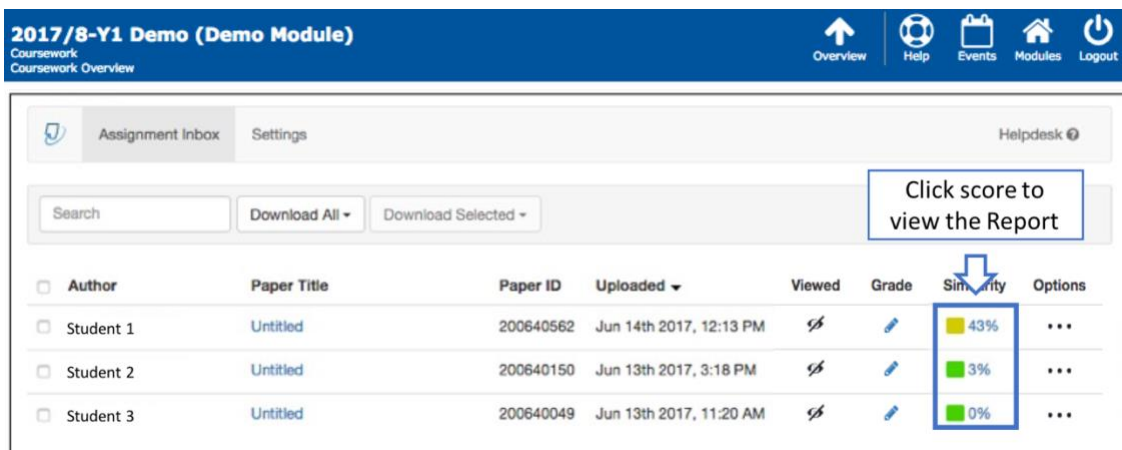 2017/8-Y1 Demo (Demo Module)
Coursework
Coursework Overview
Overview Help Events Modules Logout
Assignment Inbox Settings Helpdesk
Click score to
view the Report
Search Download All Download Selected
Author Paper Title Paper ID Uploaded Viewed Grade Similarity Options
Student 1 Untitled 200640562 Jun 14th 2017, 12:13 PM 43%
Student 2 Untitled 200640150 Jun 13th 2017, 3:18 PM 3%
Student 3 Untitled 200640049 Jun 13th 2017, 11:20 AM 0%